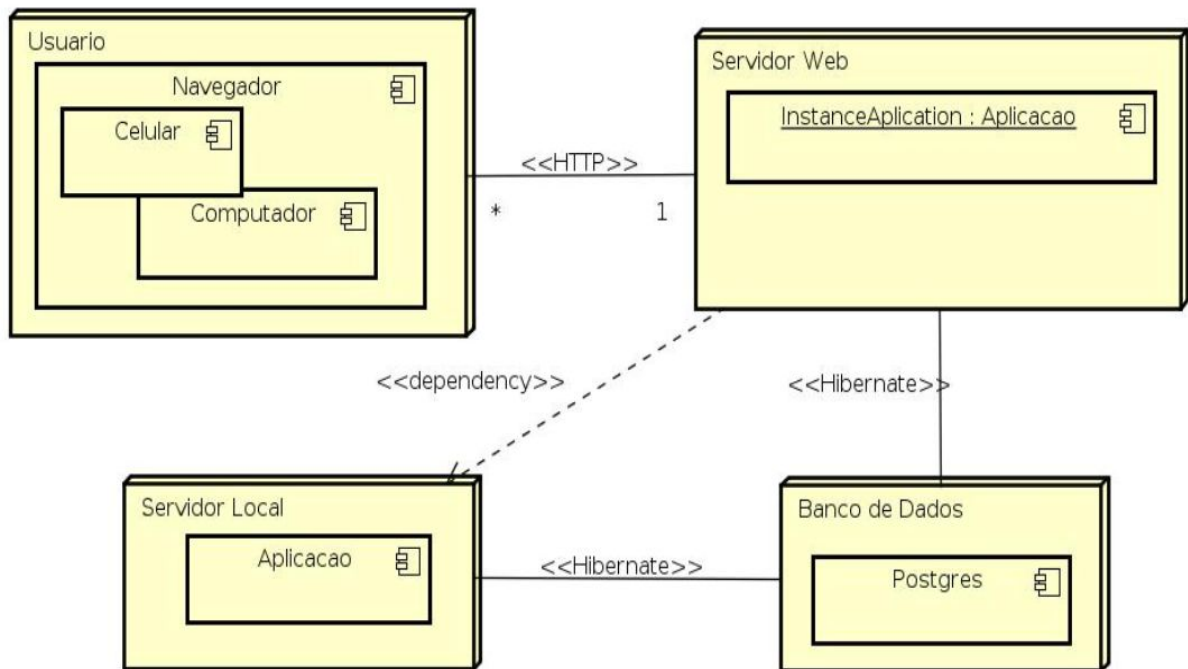 Usuario
Navegador
Celular
Computador
<<HTTP>>
*
1
Servidor Web
InstanceAplication : Aplicacao
<<dependency>>
<<Hibernate>>
Servidor Local
Aplicacao
<<Hibernate>>
Banco de Dados
Postgres